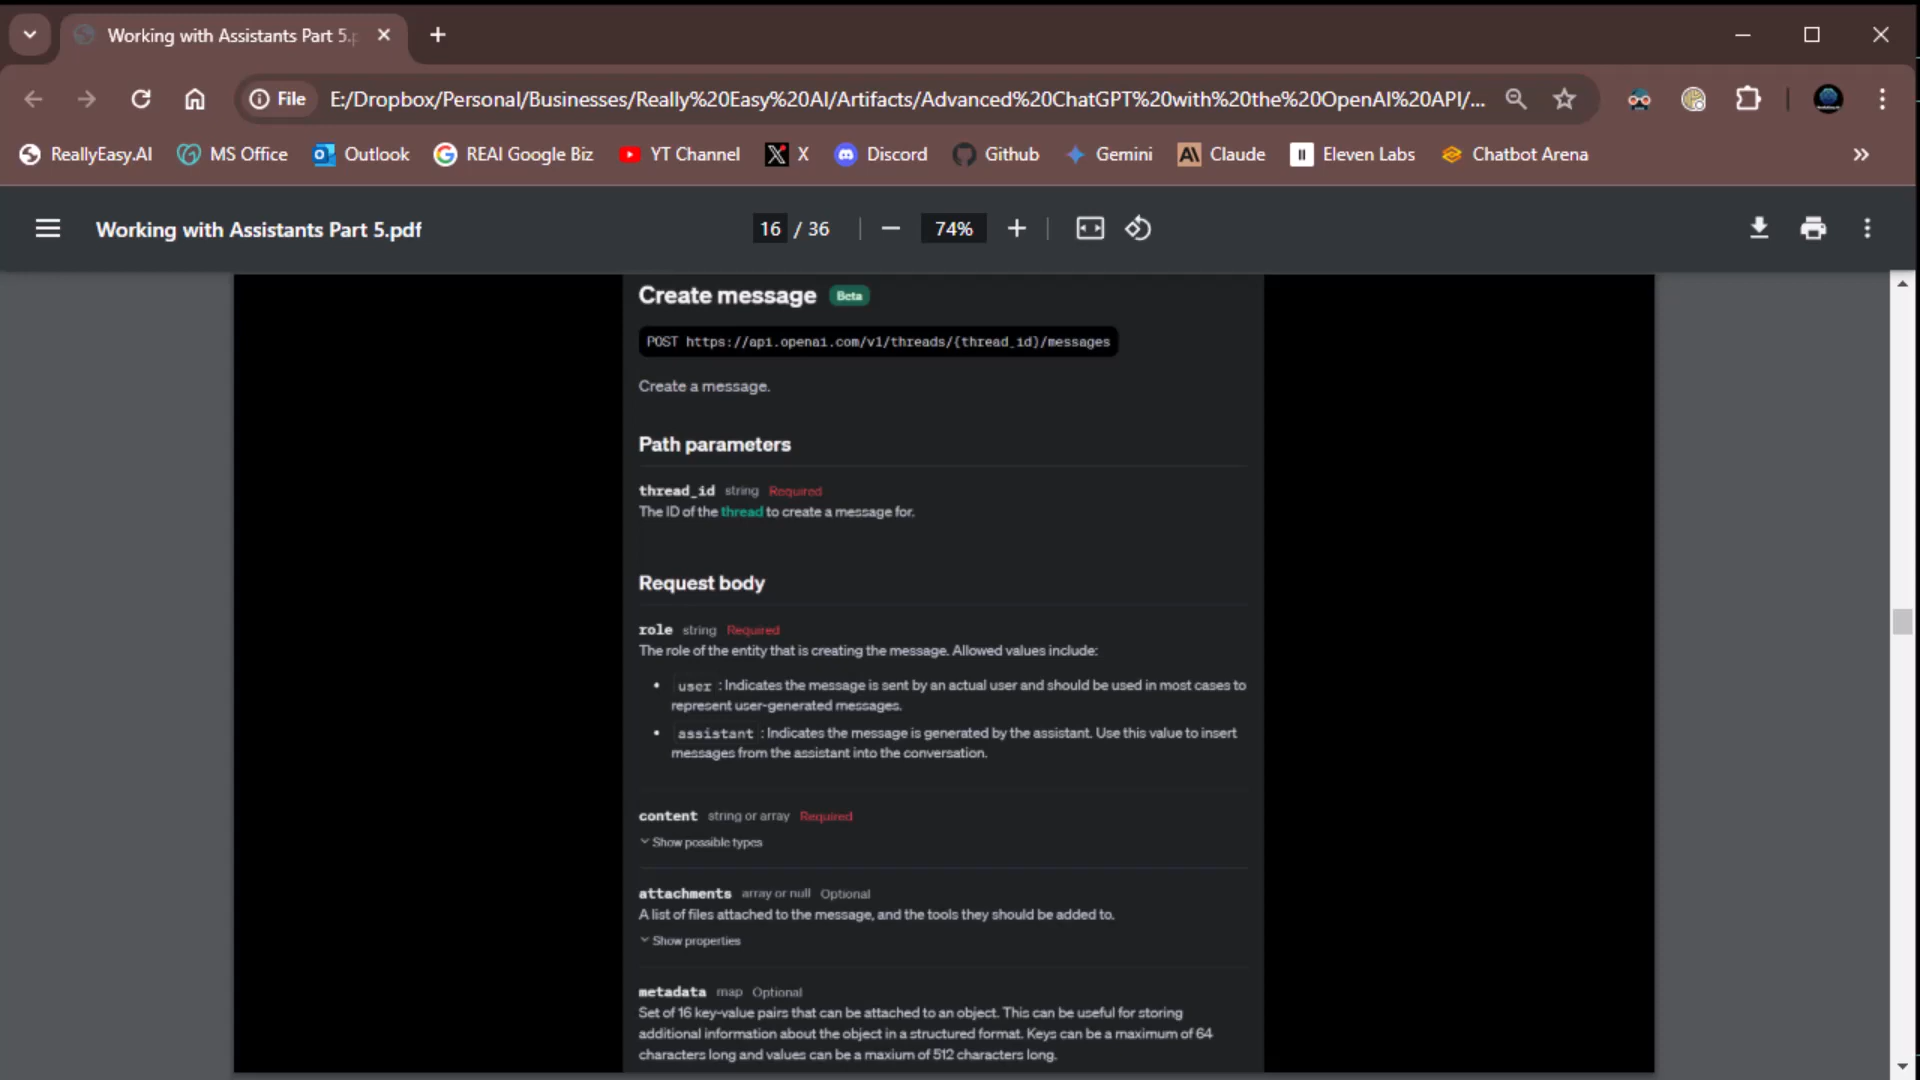 Working with Assistants Part 5.p
File
E:/Dropbox/Personal/Businesses/Really%20Easy%20AI/Artifacts/Advanced%20ChatGPT%20with%20the%20OpenAI%20API/...
ReallyEasy.AI
MS Office
Outlook
REAI Google Biz
YT Channel
X
Discord
Github
Gemini
Claude
Eleven Labs
Chatbot Arena
Working with Assistants Part 5.pdf
16 / 36
74%
Create message Beta
POST https://api.openai.com/v1/threads/{thread_id}/messages
Create a message.
Path parameters
thread_id string Required
The ID of the thread to create a message for.
Request body
role string Required
The role of the entity that is creating the message. Allowed values include:
• user : Indicates the message is sent by an actual user and should be used in most cases to
represent user-generated messages.
• assistant : Indicates the message is generated by the assistant. Use this value to insert
messages from the assistant into the conversation.
content string or array Required
Show possible types
attachments array or null Optional
A list of files attached to the message, and the tools they should be added to.
Show properties
metadata map Optional
Set of 16 key-value pairs that can be attached to an object. This can be useful for storing
additional information about the object in a structured format. Keys can be a maximum of 64
characters long and values can be a maxium of 512 characters long.